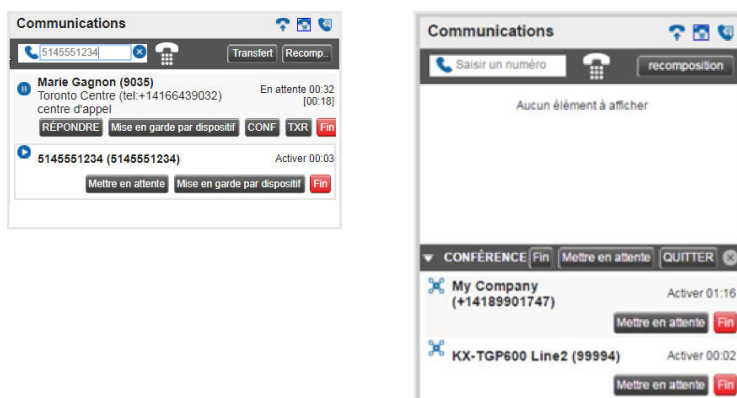 Communications
5145551234
Transfert Recomp..
Marie Gagnon (9035)
Toronto Centre (tel:+14166439032)
centre d'appel
En attente 00:32
[00:18]
RÉPONDRE Mise en garde par dispositif CONF TXR Fin
5145551234 (5145551234) Activer 00:03
Mettre en attente Mise en garde par dispositif Fin
Communications
Saisir un numéro recomposition
Aucun élément à afficher
CONFÉRENCE Fin Mettre en attente QUITTER
My Company
(+14189901747)
Activer 01:16
Mettre en attente Fin
KX-TGP600 Line2 (99994) Activer 00:02
Mettre en attente Fin